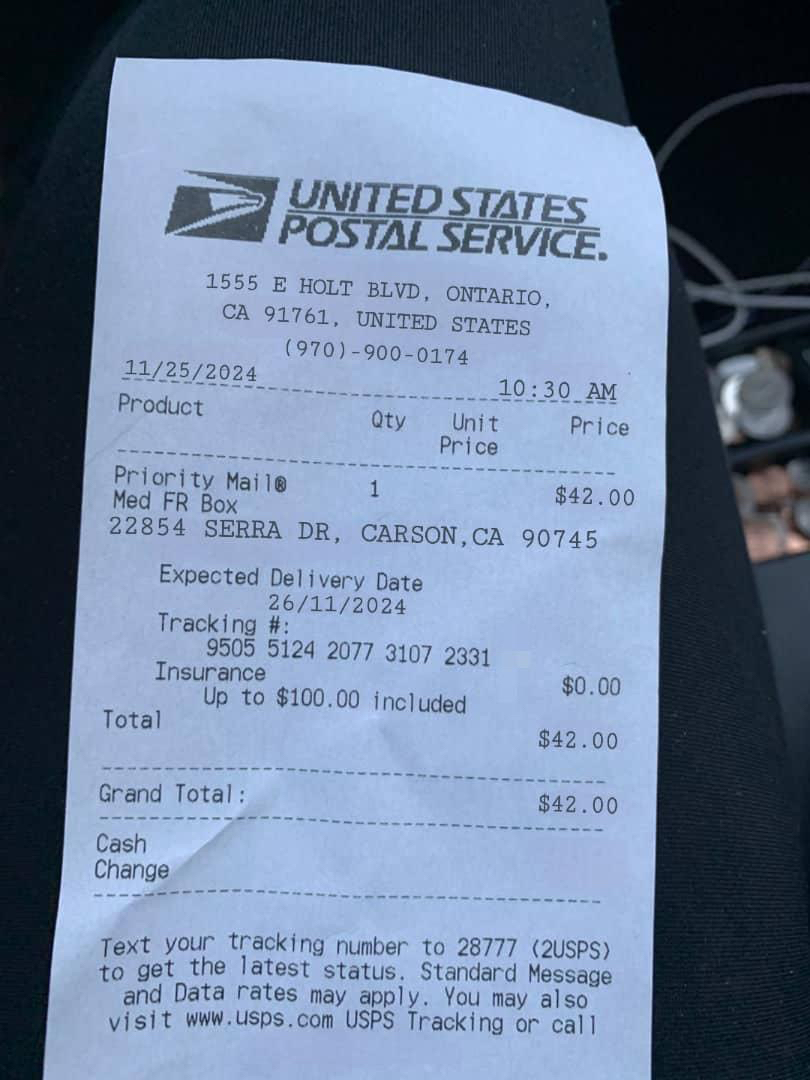 UNITED STATES
POSTAL SERVICE.
1555 E HOLT BLVD, ONTARIO,
CA 91761, UNITED STATES
(970)-900-0174
11/25/2024 10:30 AM
Product Qty Unit Price Price
Priority Mail® 1 $42.00
Med FR Box
22854 SERRA DR, CARSON,CA 90745
Expected Delivery Date
26/11/2024
Tracking #:
9505 5124 2077 3107 2331
Insurance $0.00
Up to $100.00 included
Total $42.00
Grand Total: $42.00
Cash
Change
Text your tracking number to 28777 (2USPS)
to get the latest status. Standard Message
and Data rates may apply. You may also
visit www.usps.com USPS Tracking or call